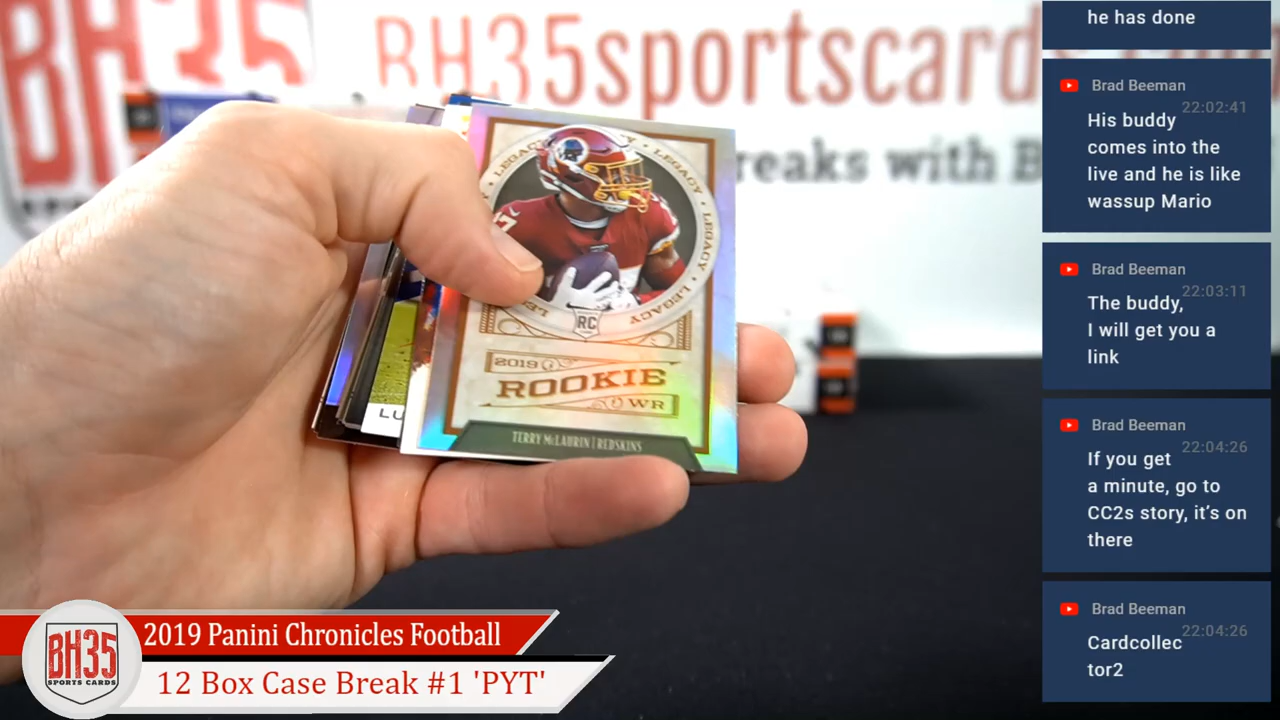 BH35sportscards
reaks with B
BH35
LEGACY
LEGACY
LEGACY
LEGACY
RC
2019
ROOKIE
WR
TERRY McLAURIN | REDSKINS
LU
he has done
Brad Beeman
22:02:41
His buddy
comes into the
live and he is like
wassup Mario
Brad Beeman
22:03:11
The buddy,
I will get you a
link
Brad Beeman
22:04:26
If you get
a minute, go to
CC2s story, it's on
there
Brad Beeman
22:04:26
Cardcollec
tor2
BH35
SPORTS CARDS
2019 Panini Chronicles Football
12 Box Case Break #1 'PYT'